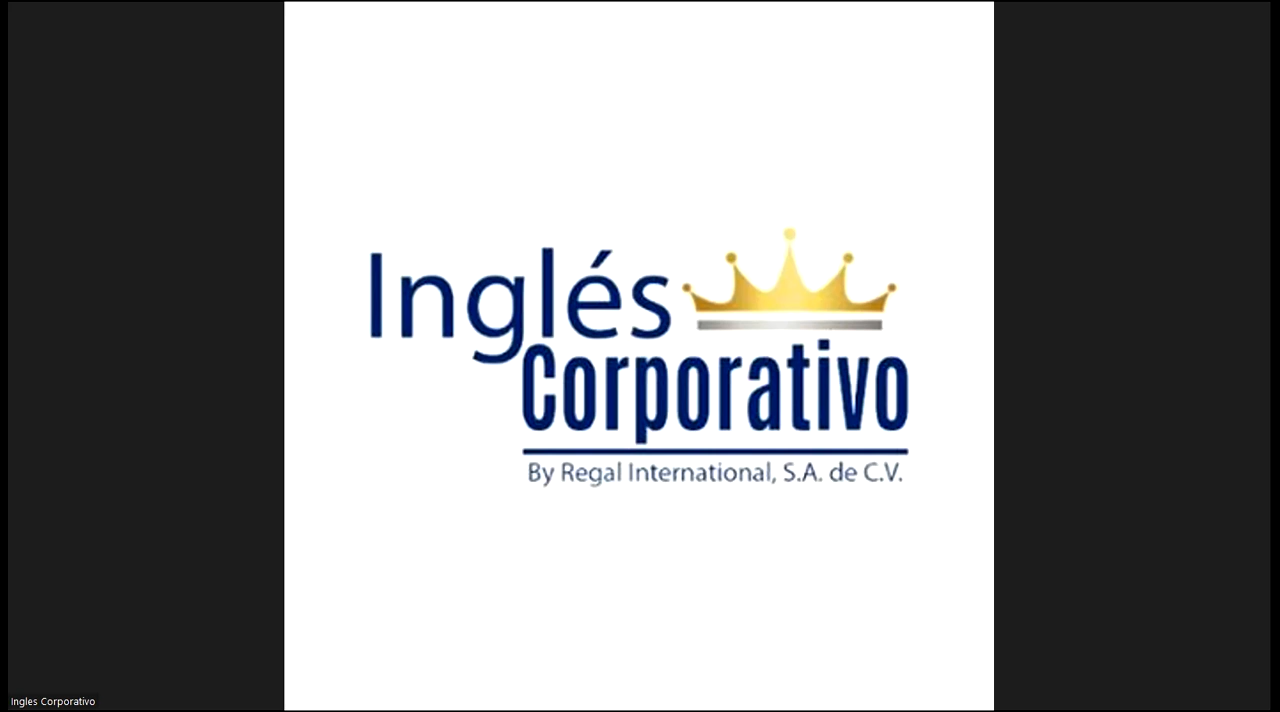 Inglés
Corporativo
By Regal International, S.A. de C.V.
Ingles Corporativo